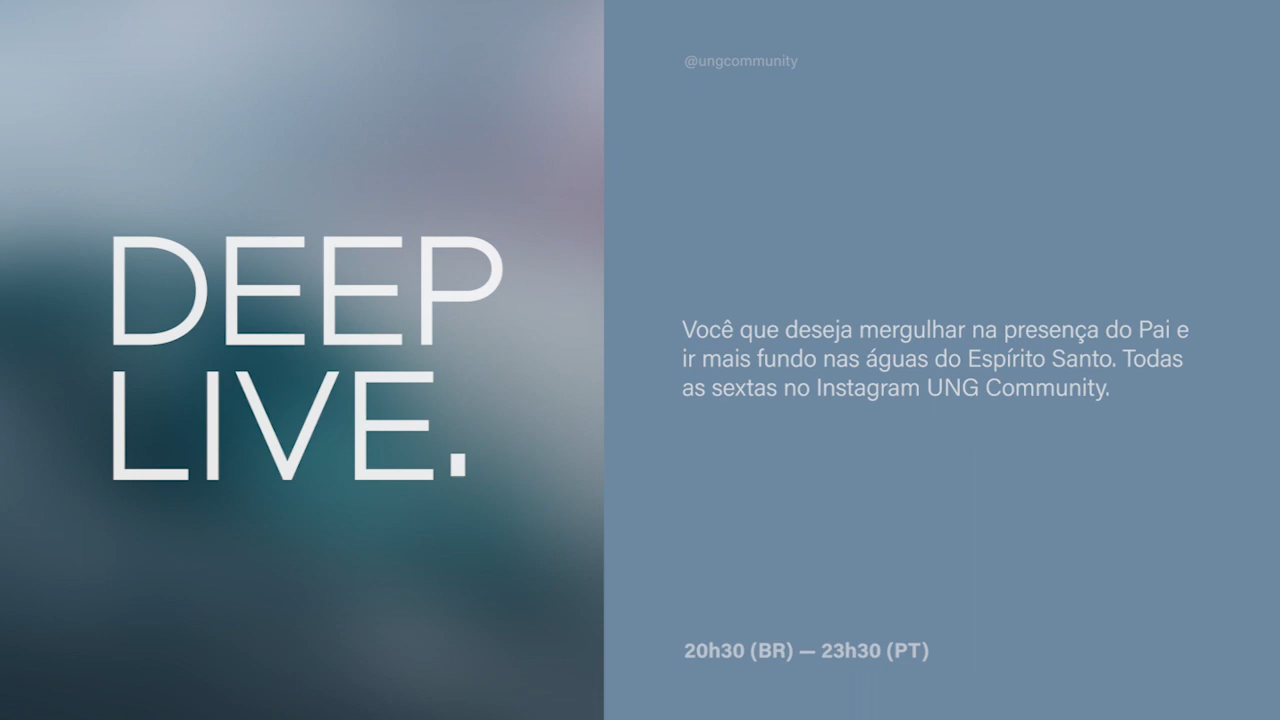 DEEP
LIVE.
@ungcommunity
Você que deseja mergulhar na presença do Pai e
ir mais fundo nas águas do Espírito Santo. Todas
as sextas no Instagram UNG Community.
20h30 (BR) — 23h30 (PT)